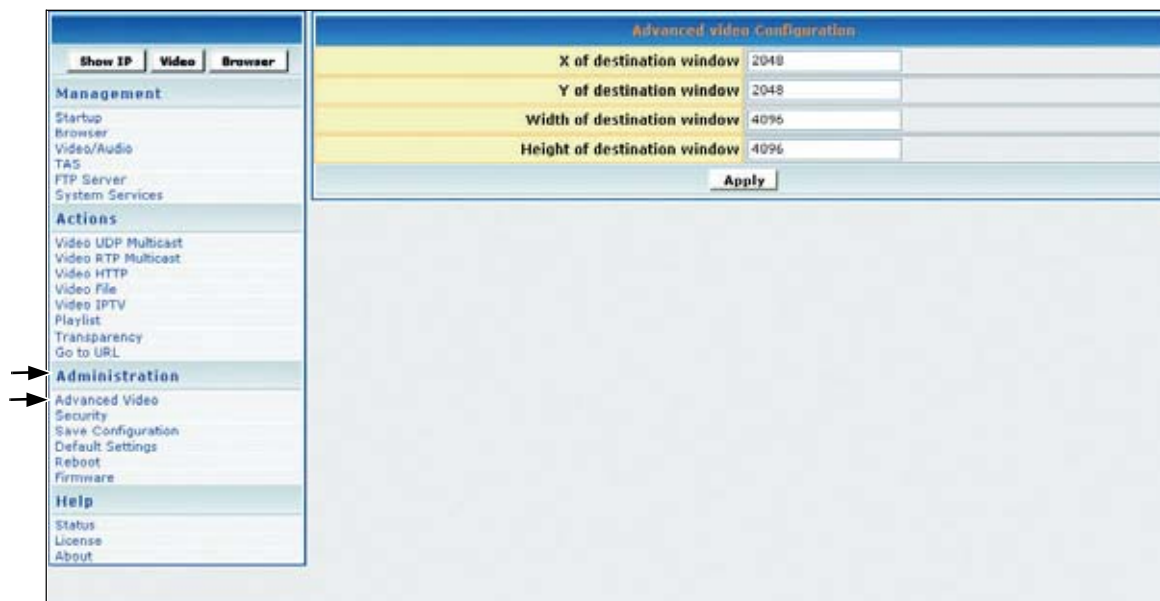 Show IP Video Browser
Management
Startup
Browser
Video/Audio
TAS
FTP Server
System Services
Actions
Video UDP Multicast
Video RTP Multicast
Video HTTP
Video File
Video IPTV
Playlist
Transparency
Go to URL
Administration
Advanced Video
Security
Save Configuration
Default Settings
Reboot
Firmware
Help
Status
License
About
Advanced video Configuration
X of destination window 2048
Y of destination window 2048
Width of destination window 4096
Height of destination window 4096
Apply